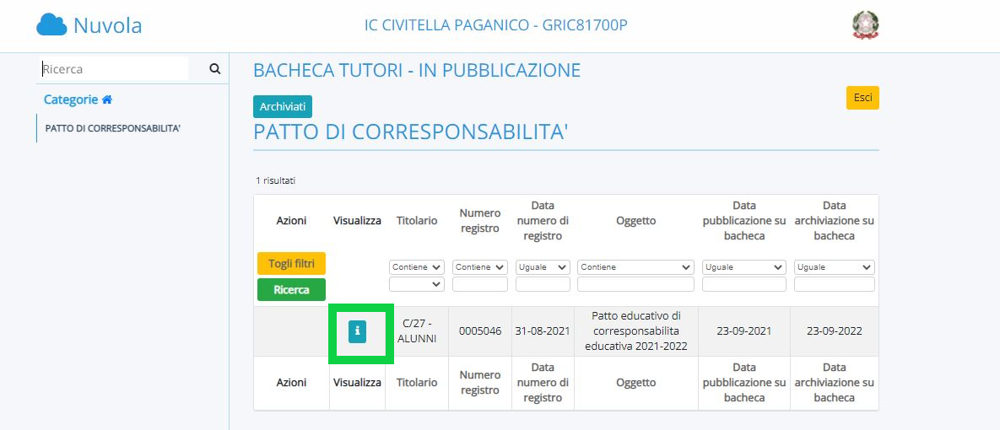 Nuvola
IC CIVITELLA PAGANICO - GRIC81700P
Ricerca
Categorie
PATTO DI CORRESPONSABILITA'
BACHECA TUTORI - IN PUBBLICAZIONE
Esci
Archiviati
PATTO DI CORRESPONSABILITA'
1 risultati
Azioni Visualizza Titolario Numero registro Data numero di registro Oggetto Data pubblicazione su bacheca Data archiviazione su bacheca
Togli filtri
Contiene Contiene Uguale Contiene Uguale Uguale
Ricerca
i C/27 - ALUNNI 0005046 31-08-2021 Patto educativo di corresponsabilita educativa 2021-2022 23-09-2021 23-09-2022
Azioni Visualizza Titolario Numero registro Data numero di registro Oggetto Data pubblicazione su bacheca Data archiviazione su bacheca